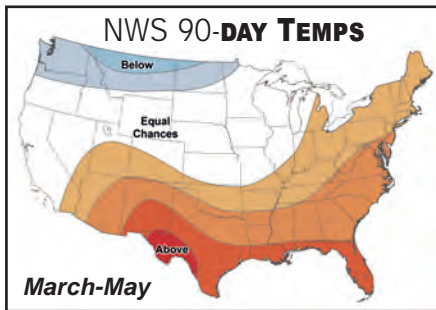 NWS 90-DAY TEMPS
Below
Equal
Chances
Above
March-May